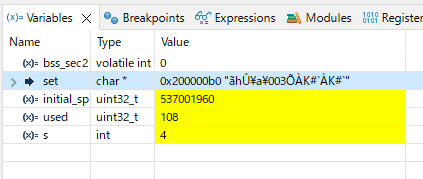 (x)= Variables Breakpoints Expressions Modules Register
Name Type Value
(x)= bss_sec2 volatile int 0
set char * 0x200000b0 "ãhÛ¥a¥003ÕÀK#`ÀK#`"
(x)= initial_sp uint32_t 537001960
(x)= used uint32_t 108
(x)= s int 4